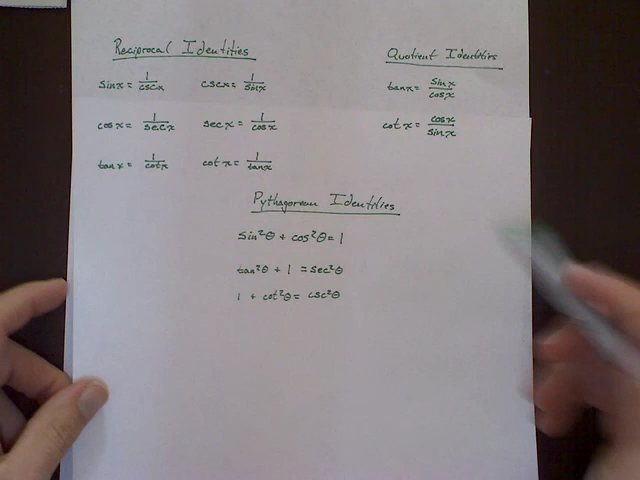 Reciprocal Identities Quotient Identities
sinx = 1/cscx cscx = 1/sinx tanx = sinx/cosx
cosx = 1/secx secx = 1/cosx cotx = cosx/sinx
tanx = 1/cotx cotx = 1/tanx
Pythagorean Identities
sin²θ + cos²θ = 1
tan²θ + 1 = sec²θ
1 + cot²θ = csc²θ